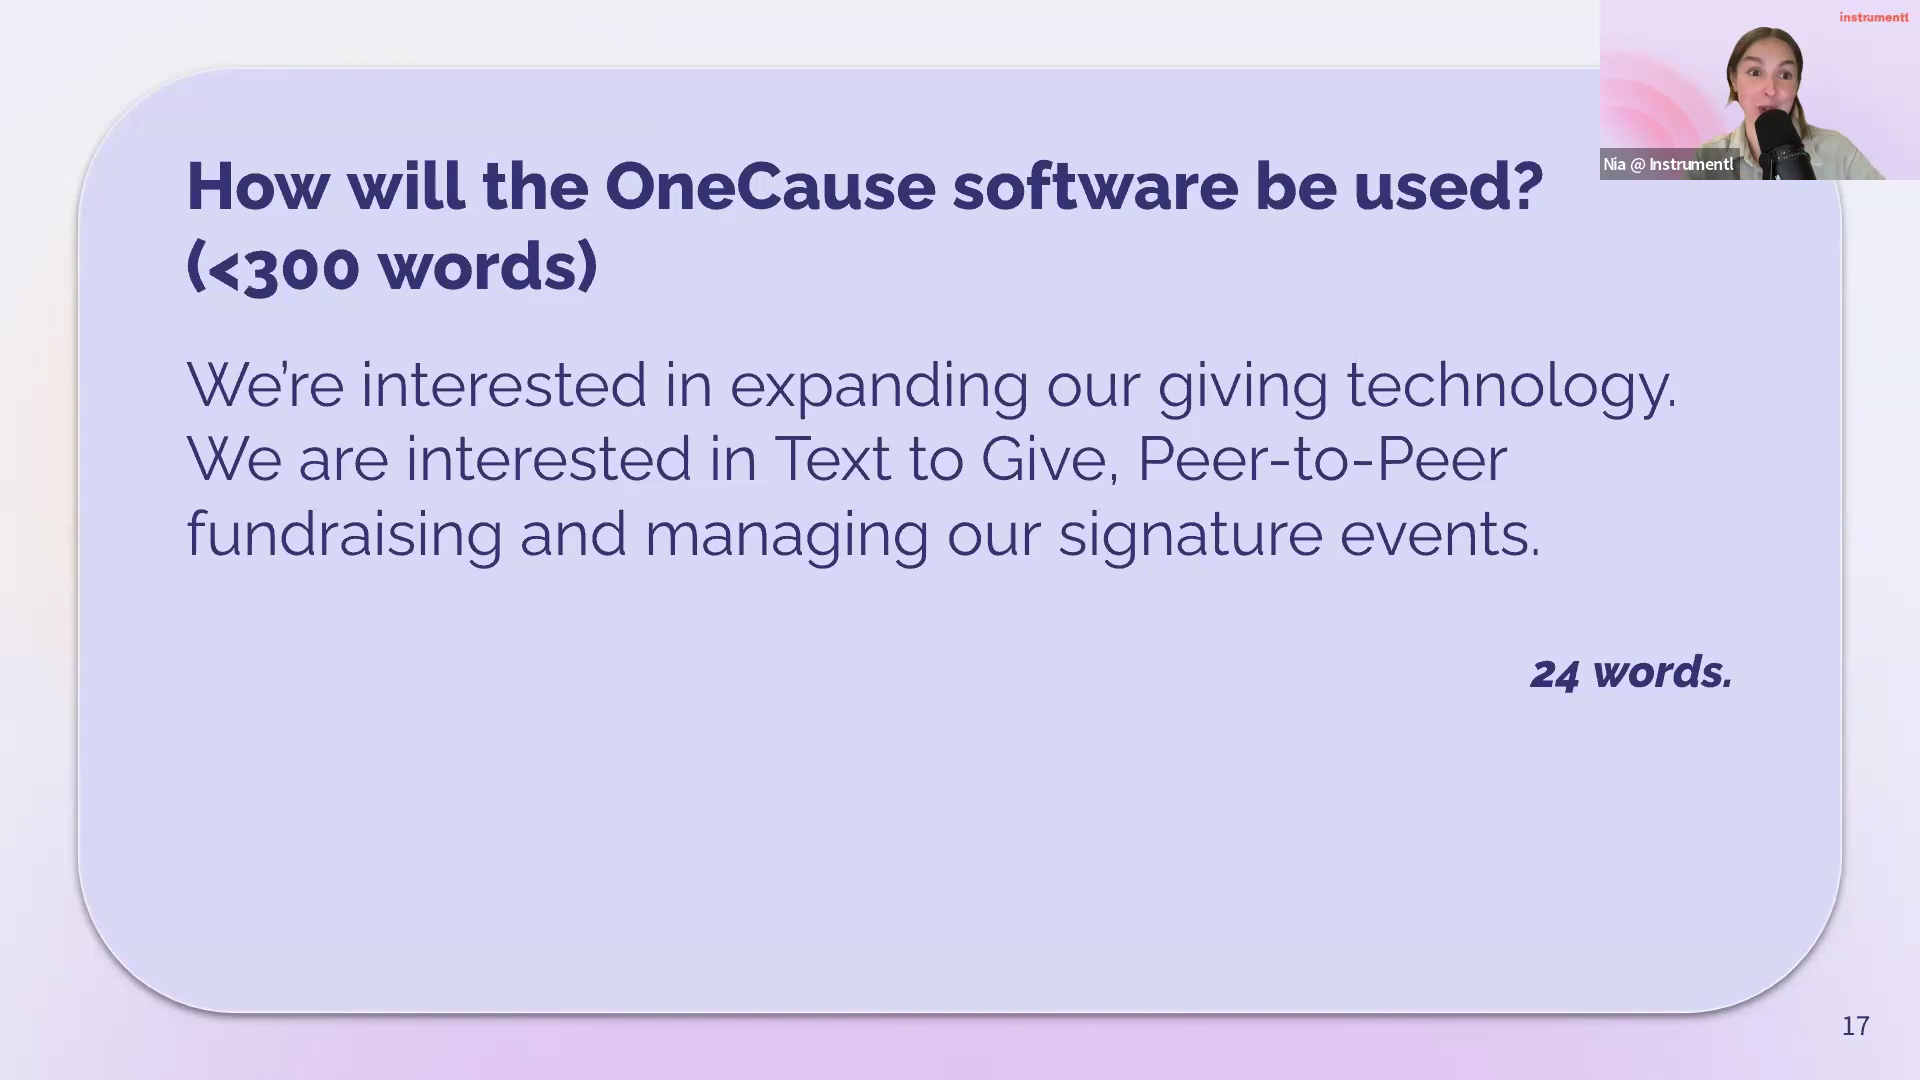 instrumentl
Nia @ Instrumentl
How will the OneCause software be used?
(<300 words)
We’re interested in expanding our giving technology.
We are interested in Text to Give, Peer-to-Peer
fundraising and managing our signature events.
24 words.
17